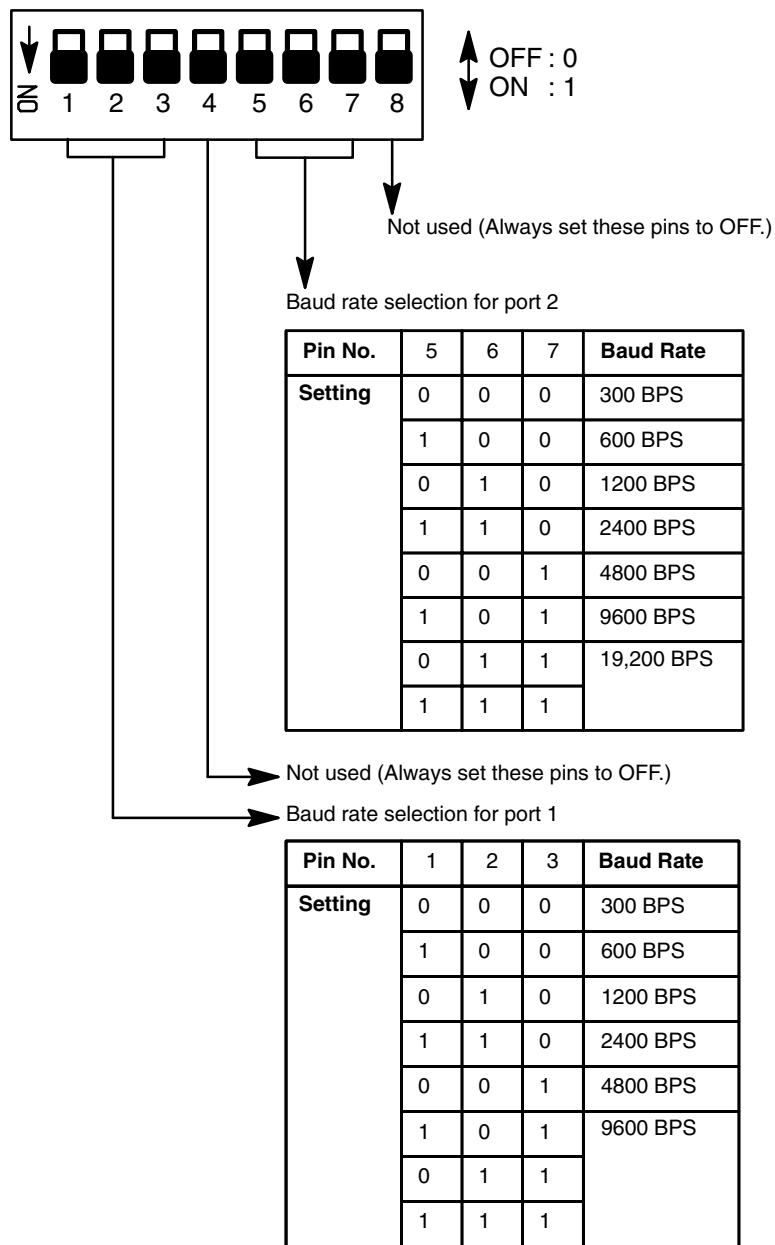 OFF : 0
ON : 1
ON 1 2 3 4 5 6 7 8
Not used (Always set these pins to OFF.)
Baud rate selection for port 2
Pin No. 5 6 7 Baud Rate
Setting 0 0 0 300 BPS
1 0 0 600 BPS
0 1 0 1200 BPS
1 1 0 2400 BPS
0 0 1 4800 BPS
1 0 1 9600 BPS
0 1 1 19,200 BPS
1 1 1
Not used (Always set these pins to OFF.)
Baud rate selection for port 1
Pin No. 1 2 3 Baud Rate
Setting 0 0 0 300 BPS
1 0 0 600 BPS
0 1 0 1200 BPS
1 1 0 2400 BPS
0 0 1 4800 BPS
1 0 1 9600 BPS
0 1 1
1 1 1